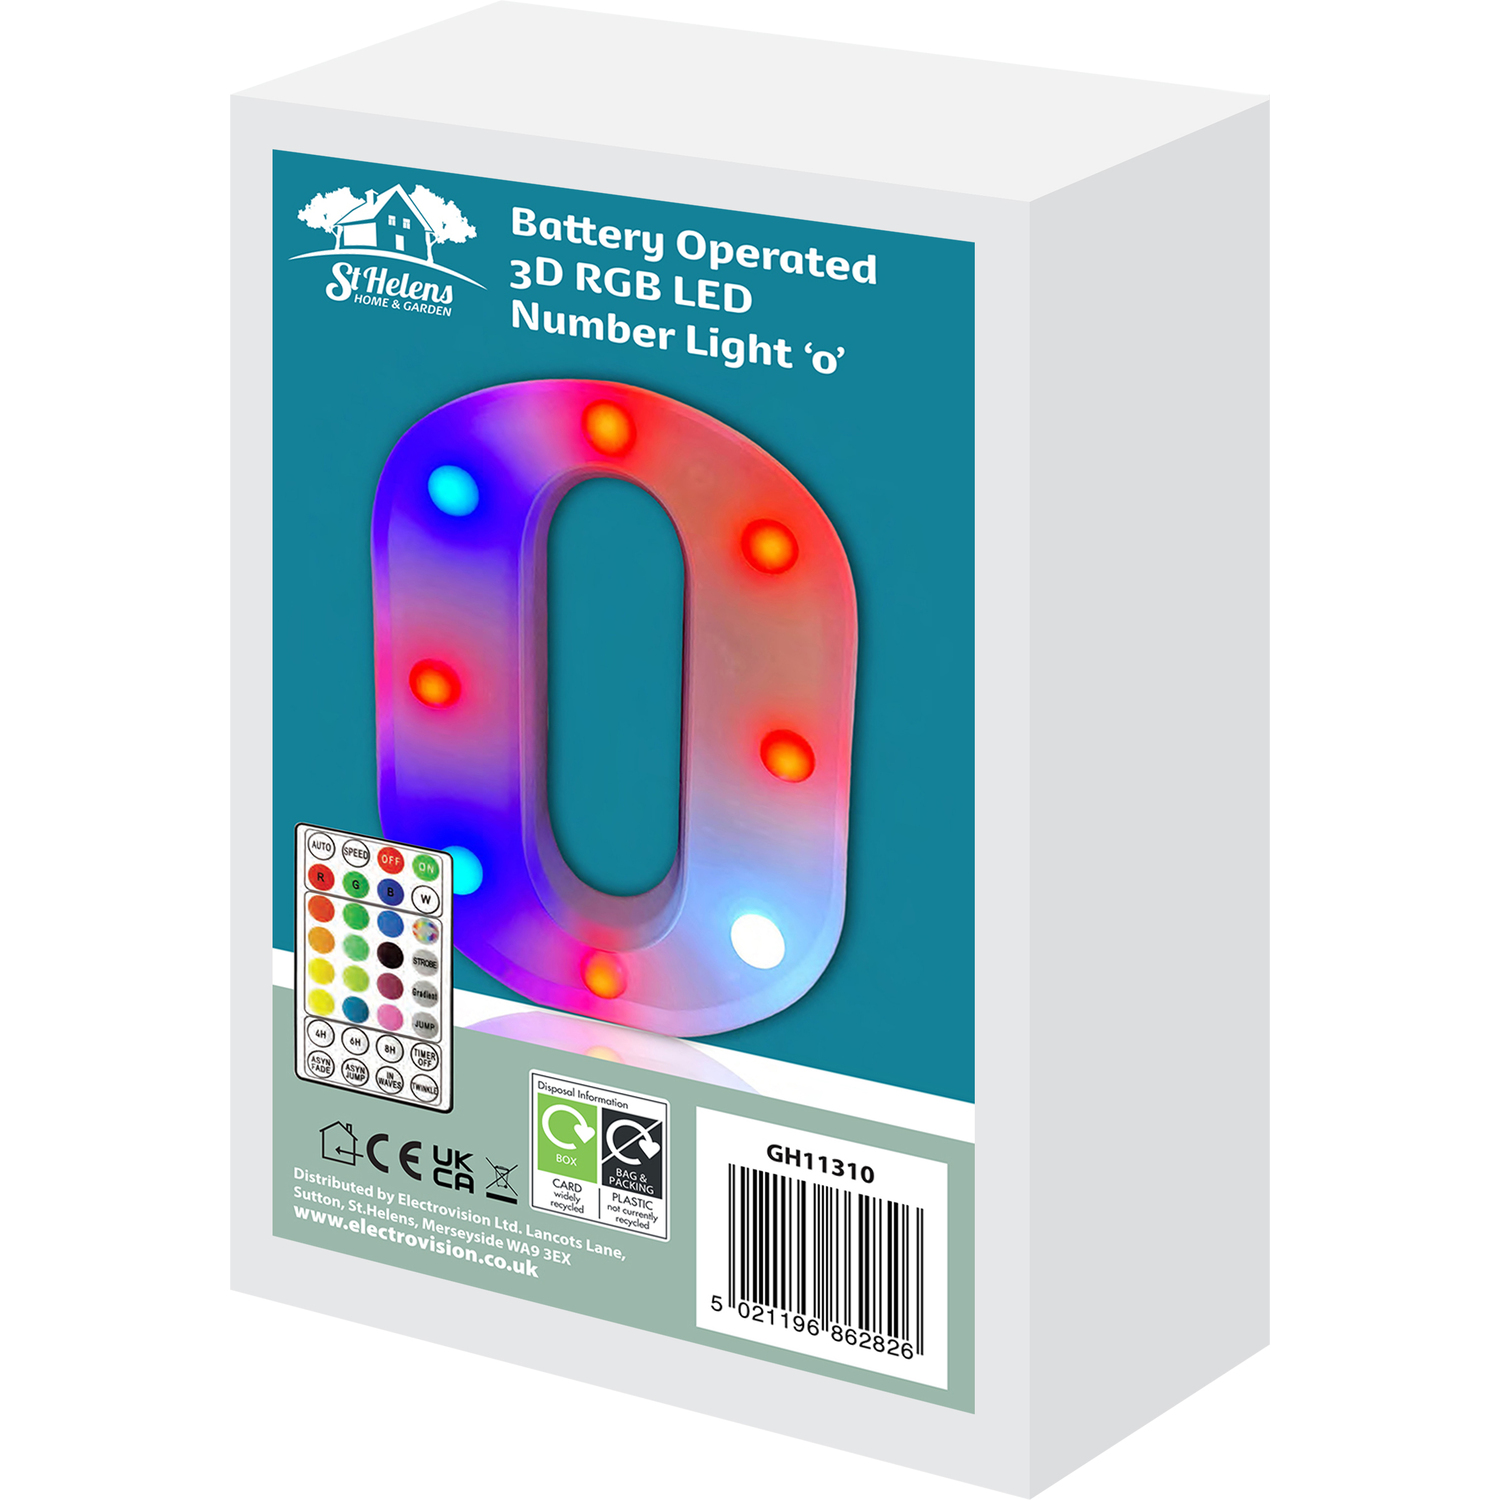 St Helens
HOME & GARDEN
Battery Operated
3D RGB LED
Number Light ‘0’
AUTO SPEED OFF ON
R G B W
STROBE
Gradient
JUMP
4H 6H 8H TIMER OFF
ASYN FADE ASYN JUMP IN WAVES TWINKLE
CE UK CA
Distributed by Electrovision Ltd. Lancots Lane,
Sutton, St.Helens, Merseyside WA9 3EX
www.electrovision.co.uk
Disposal Information
BOX
CARD
widely
recycled
BAG &
PACKING
PLASTIC
not currently
recycled
GH11310
5 021196 862826